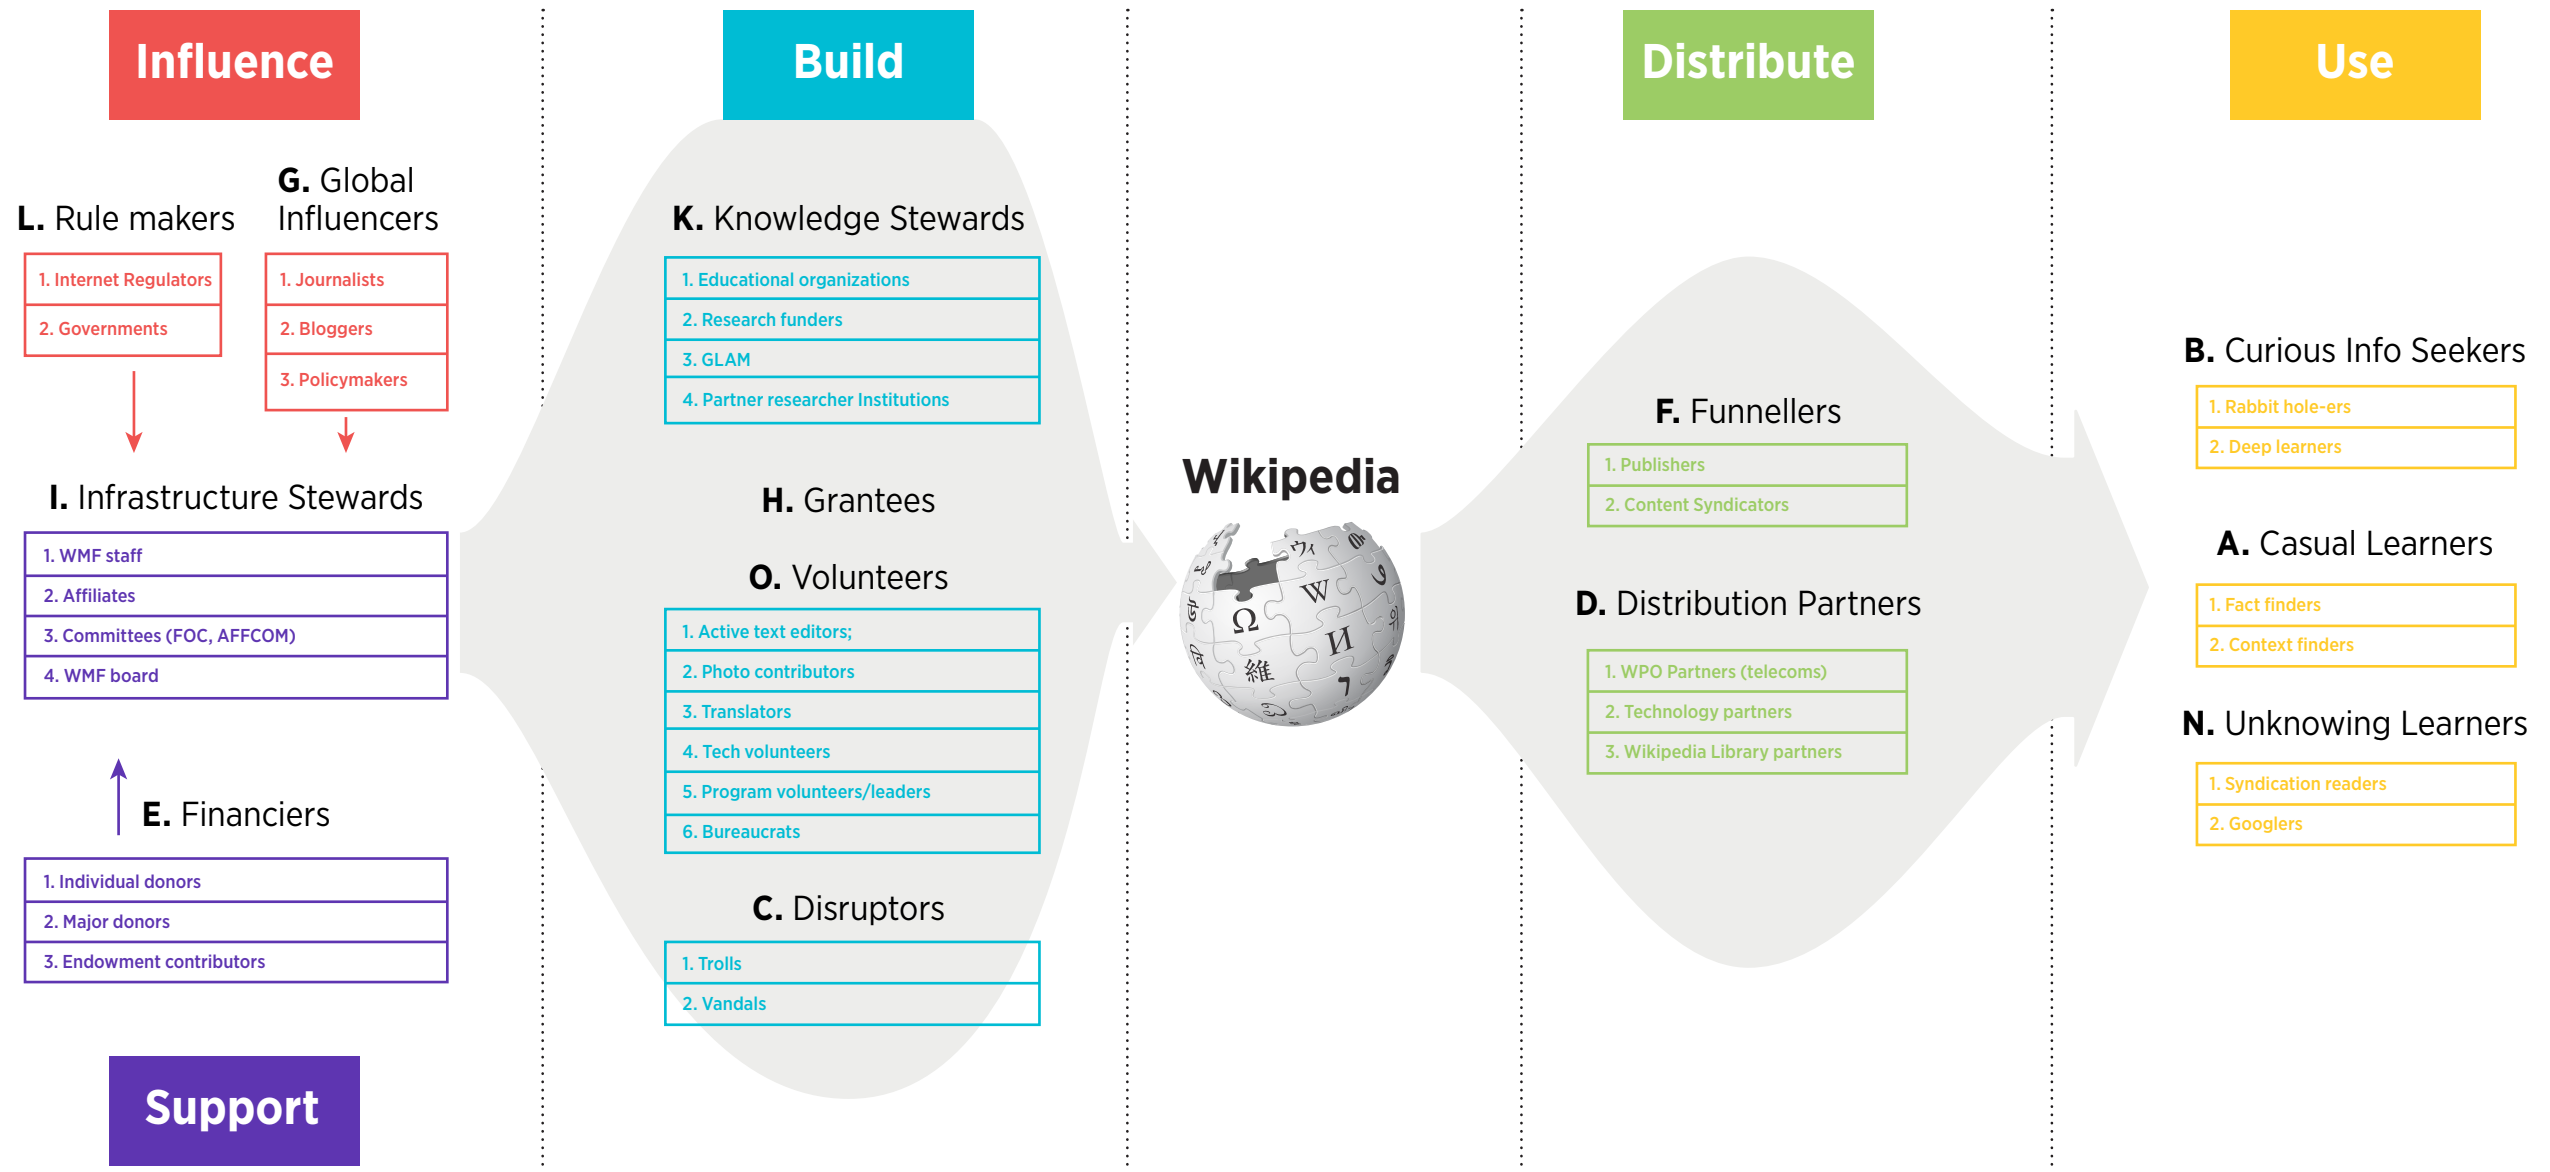 Influence
L. Rule makers
1. Internet Regulators
2. Governments
G. Global
Influencers
1. Journalists
2. Bloggers
3. Policymakers
I. Infrastructure Stewards
1. WMF staff
2. Affiliates
3. Committees (FOC, AFFCOM)
4. WMF board
E. Financiers
1. Individual donors
2. Major donors
3. Endowment contributors
Support
Build
K. Knowledge Stewards
1. Educational organizations
2. Research funders
3. GLAM
4. Partner researcher Institutions
H. Grantees
O. Volunteers
1. Active text editors;
2. Photo contributors
3. Translators
4. Tech volunteers
5. Program volunteers/leaders
6. Bureaucrats
C. Disruptors
1. Trolls
2. Vandals
Wikipedia
ウィ
W
Ω
И
維
Distribute
F. Funnellers
1. Publishers
2. Content Syndicators
D. Distribution Partners
1. WPO Partners (telecoms)
2. Technology partners
3. Wikipedia Library partners
Use
B. Curious Info Seekers
1. Rabbit hole-ers
2. Deep learners
A. Casual Learners
1. Fact finders
2. Context finders
N. Unknowing Learners
1. Syndication readers
2. Googlers